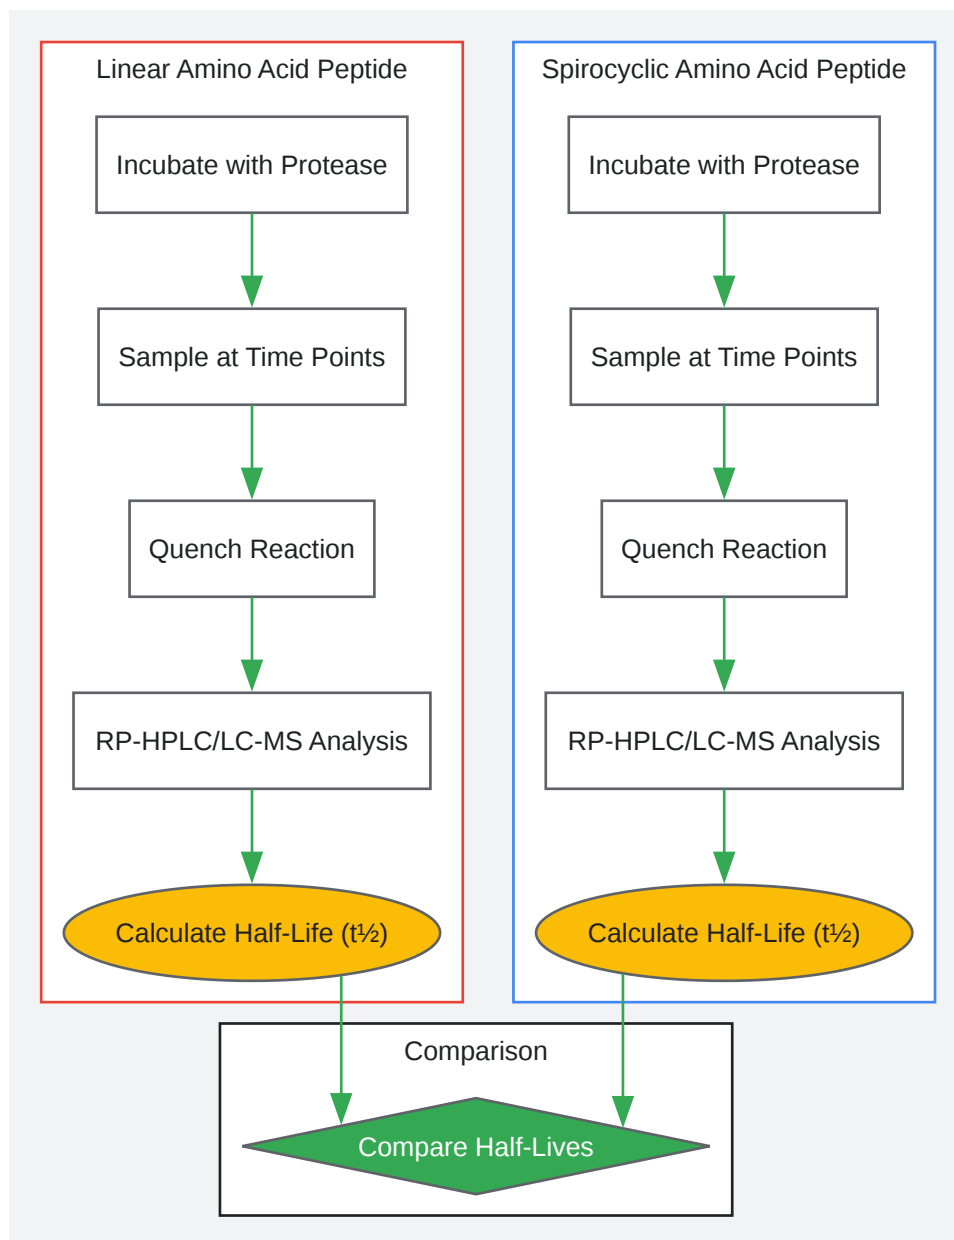 Linear Amino Acid Peptide
Incubate with Protease
Sample at Time Points
Quench Reaction
RP-HPLC/LC-MS Analysis
Calculate Half-Life (t½)
Spirocyclic Amino Acid Peptide
Incubate with Protease
Sample at Time Points
Quench Reaction
RP-HPLC/LC-MS Analysis
Calculate Half-Life (t½)
Comparison
Compare Half-Lives